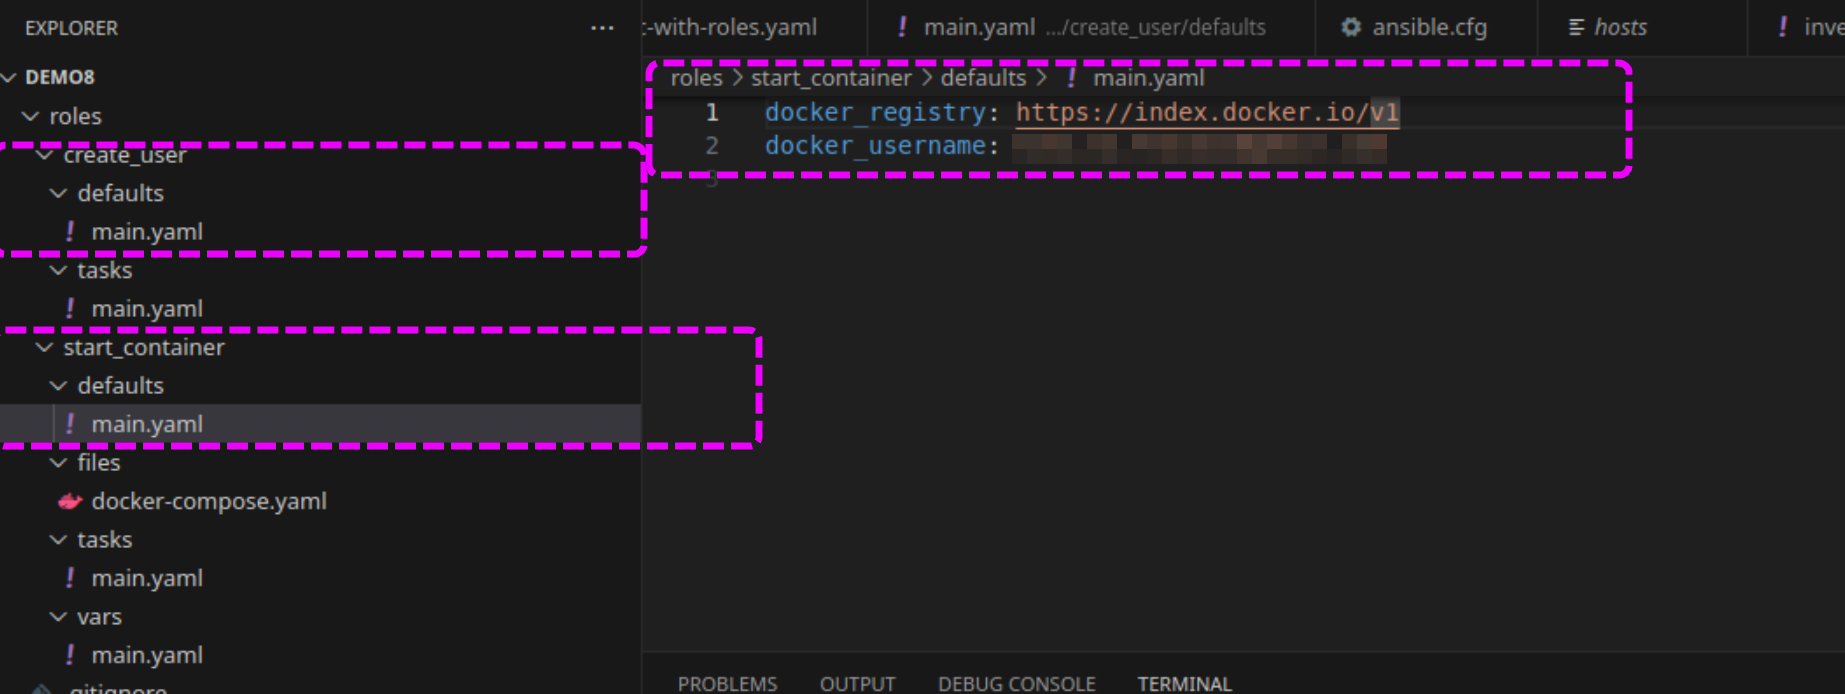 EXPLORER ...
DEMO8
roles
create_user
defaults
main.yaml
tasks
main.yaml
start_container
defaults
main.yaml
files
docker-compose.yaml
tasks
main.yaml
vars
main.yaml
.gitignore
-with-roles.yaml ! main.yaml .../create_user/defaults ansible.cfg hosts ! inve
roles > start_container > defaults > ! main.yaml
1 docker_registry: https://index.docker.io/v1
2 docker_username:
3
PROBLEMS OUTPUT DEBUG CONSOLE TERMINAL